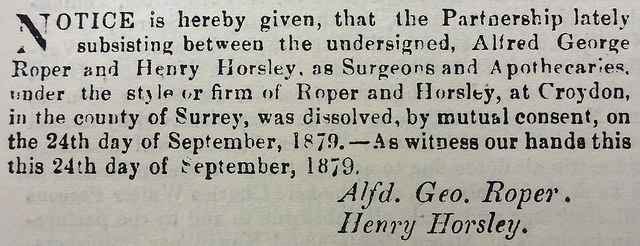 NOTICE is hereby given, that the Partnership lately
subsisting between the undersigned, Alfred George
Roper and Henry Horsley, as Surgeons and Apothecaries,
under the style or firm of Roper and Horsley, at Croydon,
in the county of Surrey, was dissolved, by mutual consent, on
the 24th day of September, 1879.—As witness our hands this
this 24th day of September, 1879.
Alfd. Geo. Roper.
Henry Horsley.